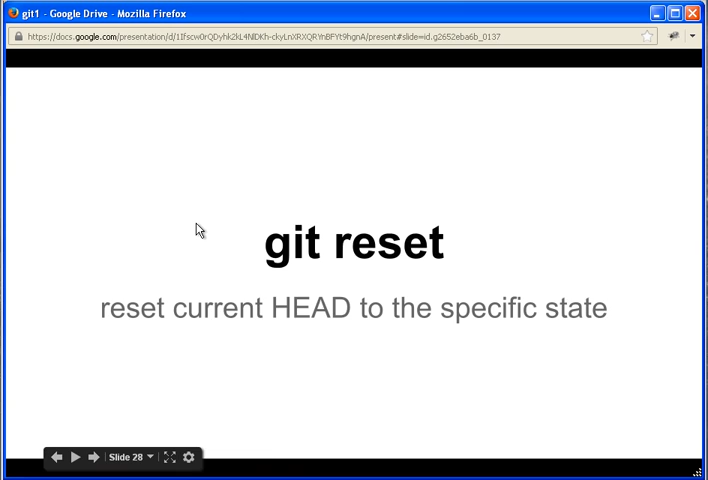 git1 - Google Drive - Mozilla Firefox
git reset
reset current HEAD to the specific state
Slide 28